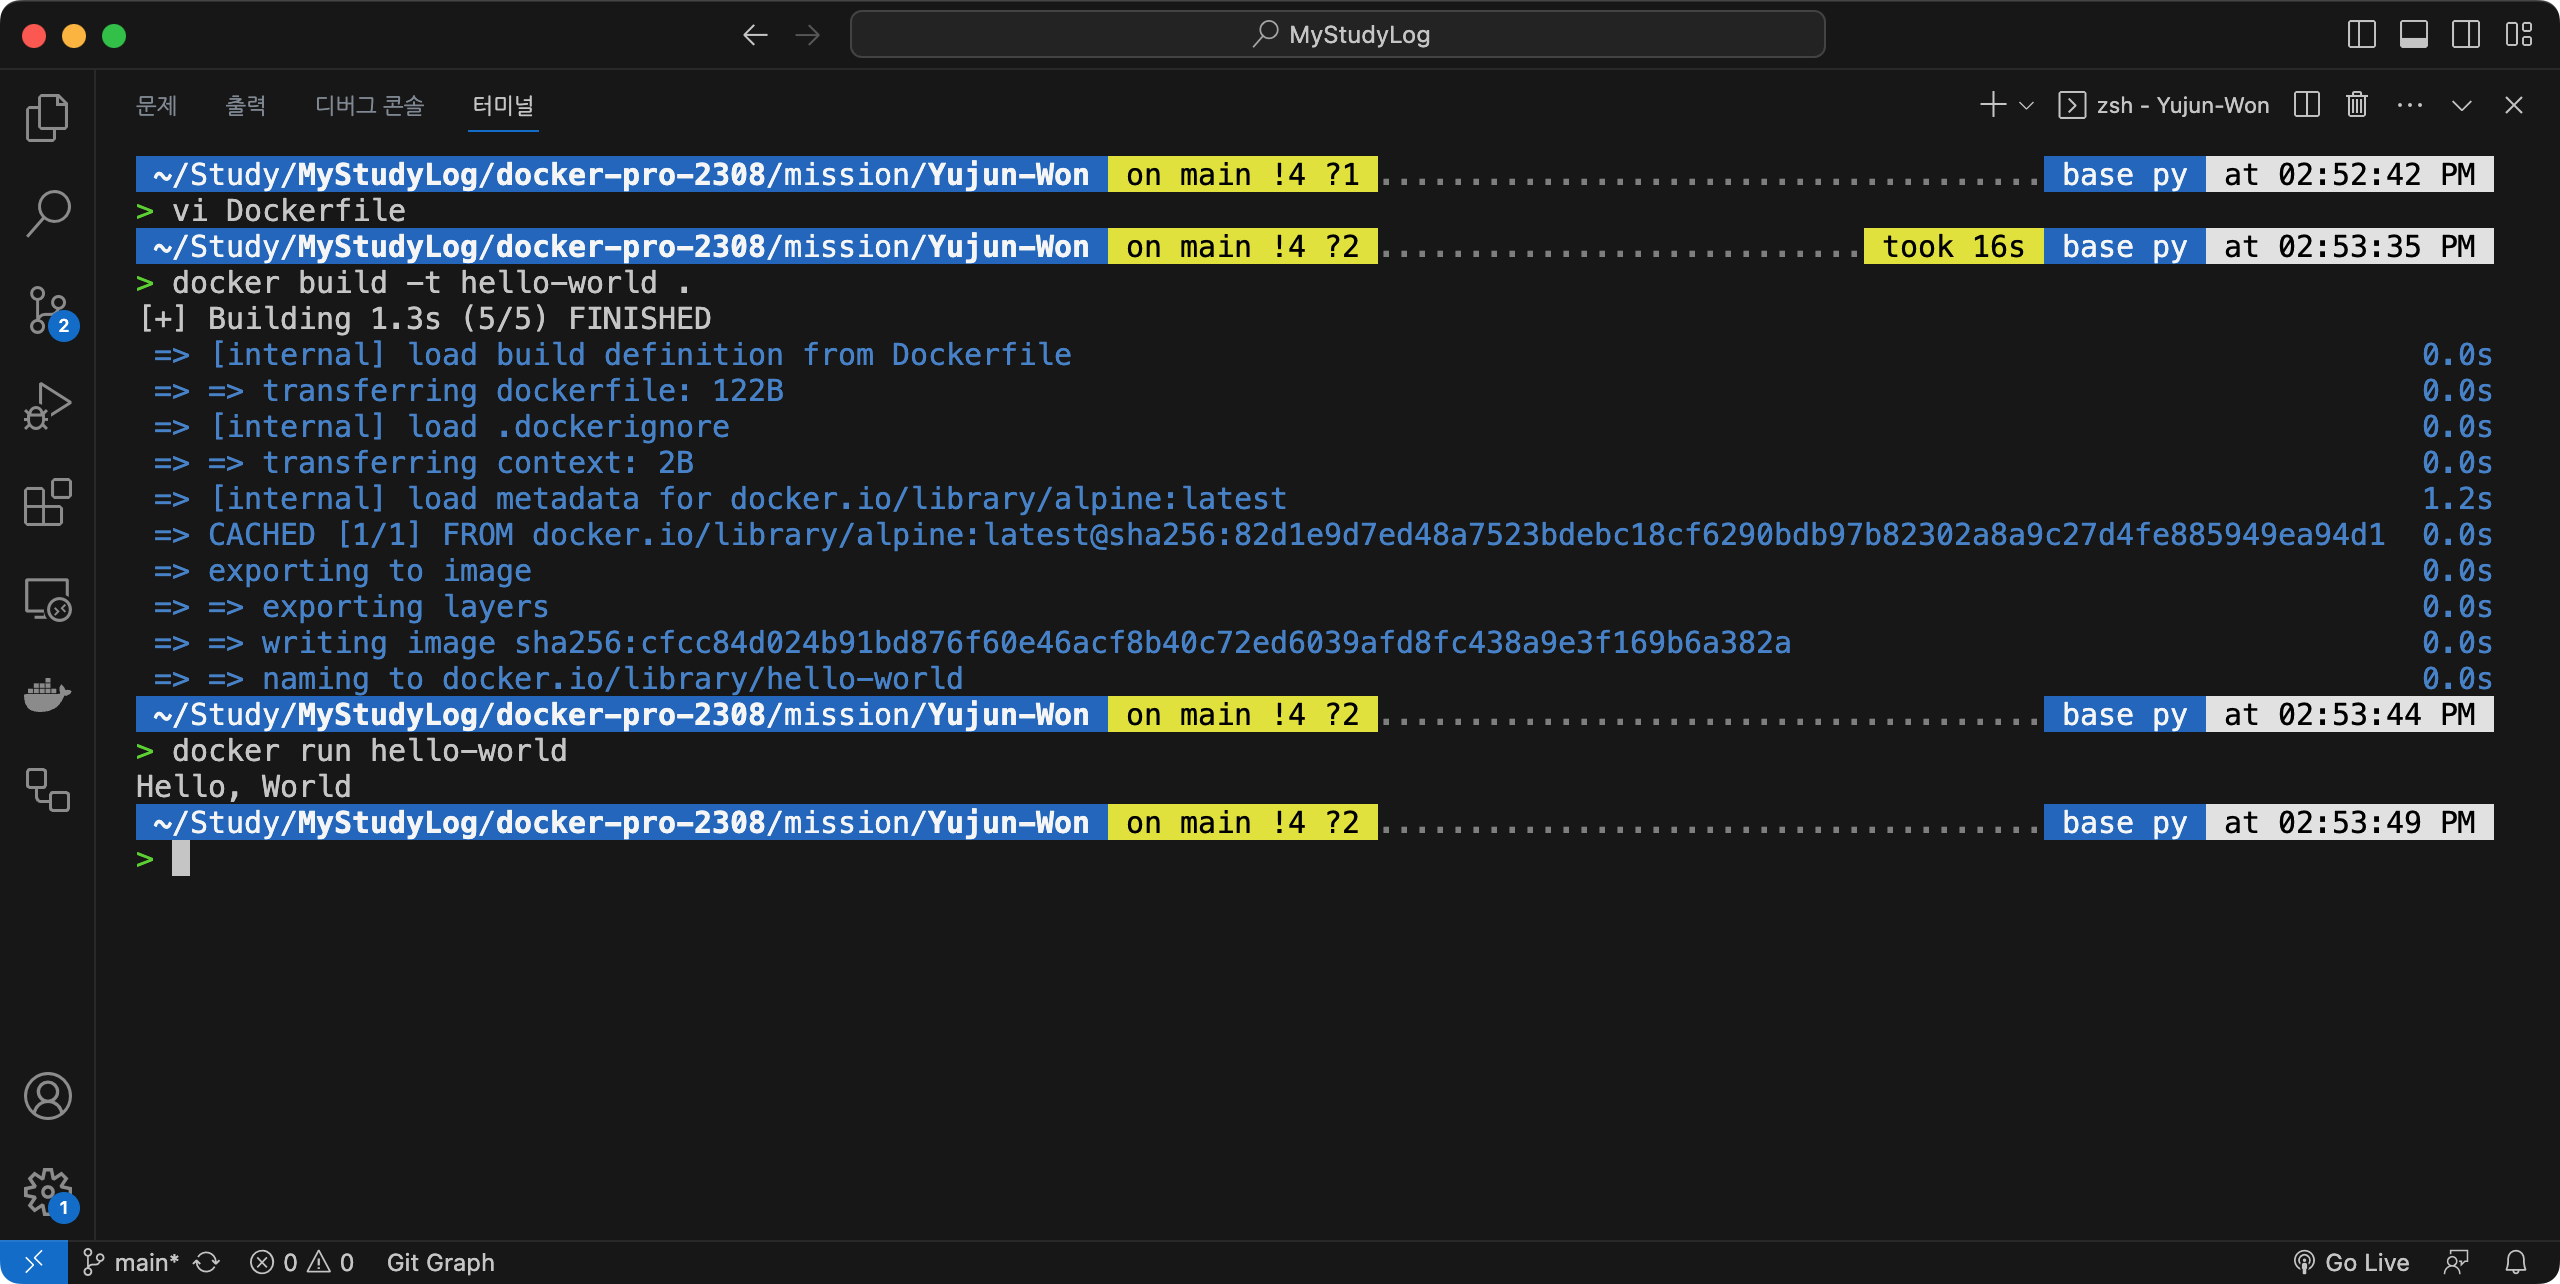 MyStudyLog
문제 출력 디버그 콘솔 터미널 zsh - Yujun-Won
~/Study/MyStudyLog/docker-pro-2308/mission/Yujun-Won on main !4 ?1 ..................................... base py at 02:52:42 PM
> vi Dockerfile
~/Study/MyStudyLog/docker-pro-2308/mission/Yujun-Won on main !4 ?2 ........................... took 16s base py at 02:53:35 PM
> docker build -t hello-world .
[+] Building 1.3s (5/5) FINISHED
=> [internal] load build definition from Dockerfile 0.0s
=> => transferring dockerfile: 122B 0.0s
=> [internal] load .dockerignore 0.0s
=> => transferring context: 2B 0.0s
=> [internal] load metadata for docker.io/library/alpine:latest 1.2s
=> CACHED [1/1] FROM docker.io/library/alpine:latest@sha256:82d1e9d7ed48a7523bdebc18cf6290bdb97b82302a8a9c27d4fe885949ea94d1 0.0s
=> exporting to image 0.0s
=> => exporting layers 0.0s
=> => writing image sha256:cfcc84d024b91bd876f60e46acf8b40c72ed6039afd8fc438a9e3f169b6a382a 0.0s
=> => naming to docker.io/library/hello-world 0.0s
~/Study/MyStudyLog/docker-pro-2308/mission/Yujun-Won on main !4 ?2 ..................................... base py at 02:53:44 PM
> docker run hello-world
Hello, World
~/Study/MyStudyLog/docker-pro-2308/mission/Yujun-Won on main !4 ?2 ..................................... base py at 02:53:49 PM
>
2
1
main* 0 0 Git Graph Go Live